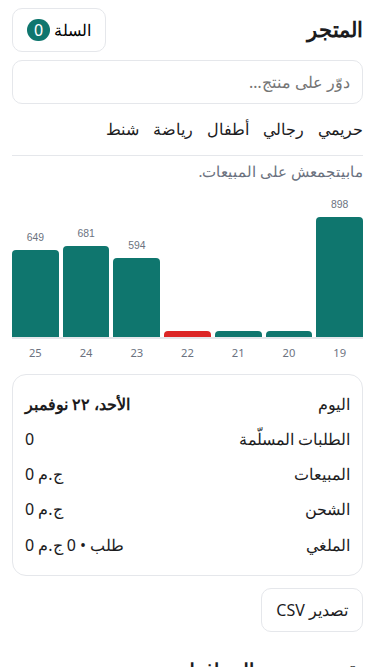 المتجر
السلة 0
دوّر على منتج...
حريمي رجالي أطفال رياضة شنط
مابيتجمعش على المبيعات.
898
594
681
649
19 20 21 22 23 24 25
اليوم الأحد، ٢٢ نوفمبر
الطلبات المسلّمة 0
المبيعات 0 ج.م
الشحن 0 ج.م
الملغي 0 طلب • 0 ج.م
تصدير CSV